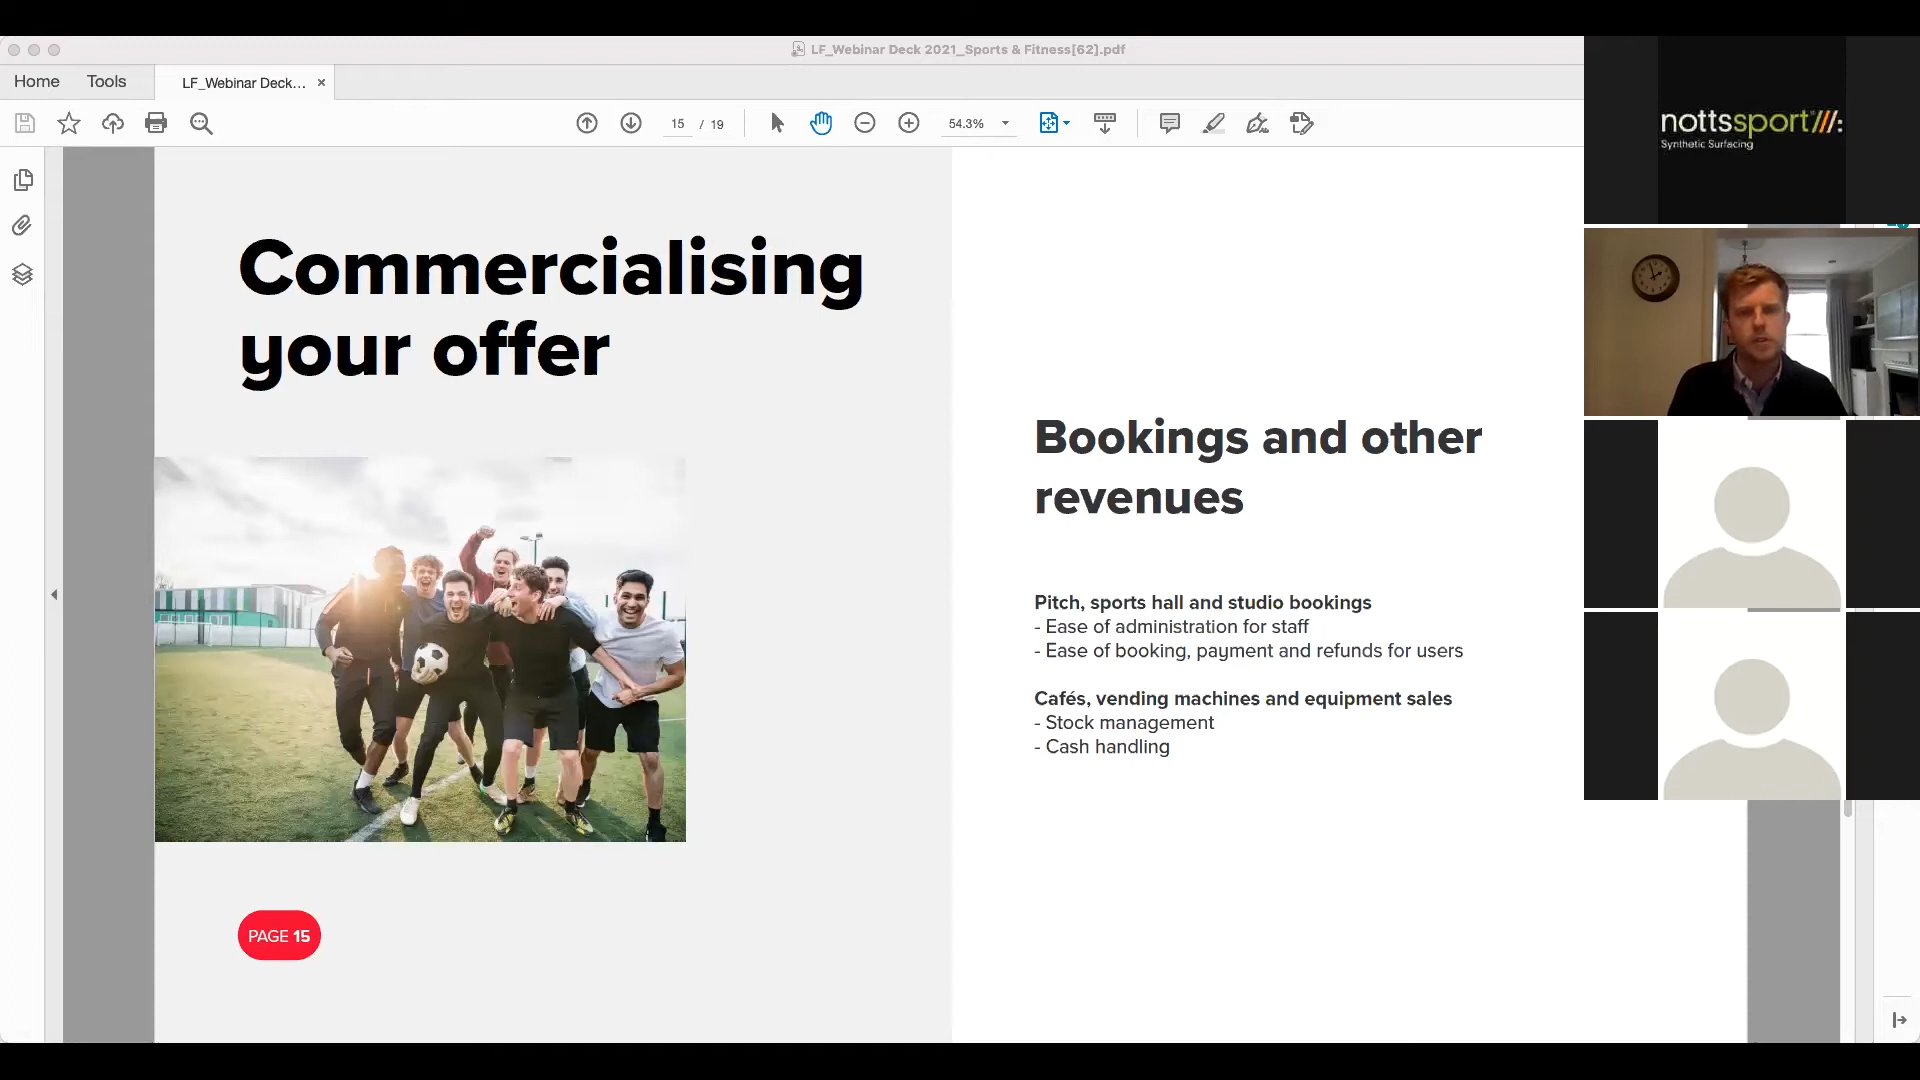 LF_Webinar Deck 2021_Sports & Fitness[62].pdf
Home
Tools
LF_Webinar Deck... ×
15 / 19
54.3%
Commercialising
your offer
PAGE 15
Bookings and other
revenues
Pitch, sports hall and studio bookings
- Ease of administration for staff
- Ease of booking, payment and refunds for users
Cafés, vending machines and equipment sales
- Stock management
- Cash handling
nottssport///:
Synthetic Surfacing